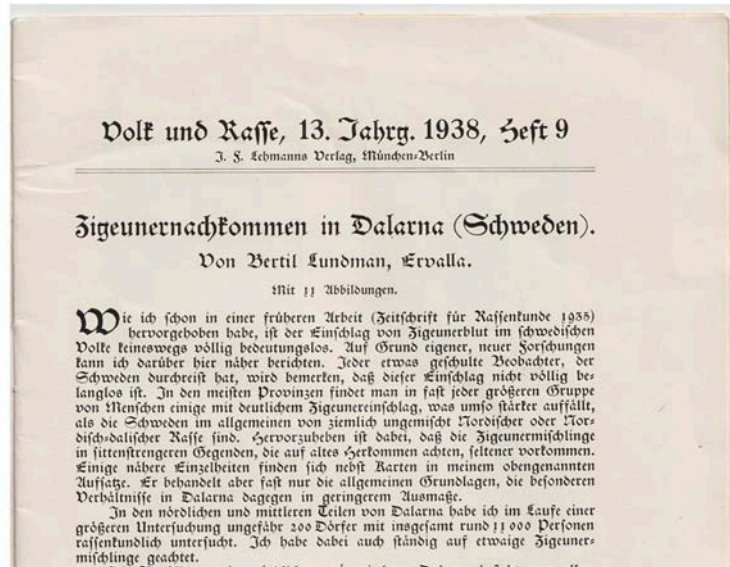 Volk und Rasse, 13. Jahrg. 1938, Heft 9
J. F. Lehmanns Verlag, München-Berlin
Zigeunernachkommen in Dalarna (Schweden).
Von Bertil Lundman, Ervalla.
Mit 11 Abbildungen.
Wie ich schon in einer früheren Arbeit (Zeitschrift für Rassenkunde 1935)
hervorgehoben habe, ist der Einschlag von Zigeunerblut im schwedischen
Volke keineswegs völlig bedeutungslos. Auf Grund eigener, neuer Forschungen
kann ich darüber hier näher berichten. Jeder etwas geschulte Beobachter, der
Schweden durchreist hat, wird bemerken, daß dieser Einschlag nicht völlig be-
langlos ist. In den meisten Provinzen findet man in fast jeder größeren Gruppe
von Menschen einige mit deutlichem Zigeunereinschlag, was umso stärker auffällt,
als die Schweden im allgemeinen von ziemlich ungemischt Nordischer oder Nor-
disch-dalischer Rasse sind. Hervorzuheben ist dabei, daß die Zigeunermischlinge
in sittenstrengeren Gegenden, die auf altes Herkommen achten, seltener vorkommen.
Einige nähere Einzelheiten finden sich nebst Karten in meinem obengenannten
Aufsatze. Er behandelt aber fast nur die allgemeinen Grundlagen, die besonderen
Verhältnisse in Dalarna dagegen in geringerem Ausmaße.
In den nördlichen und mittleren Teilen von Dalarna habe ich im Laufe einer
größeren Untersuchung ungefähr 200 Dörfer mit insgesamt rund 11 000 Personen
rassenkundlich untersucht. Ich habe dabei auch ständig auf etwaige Zigeuner-
mischlinge geachtet.